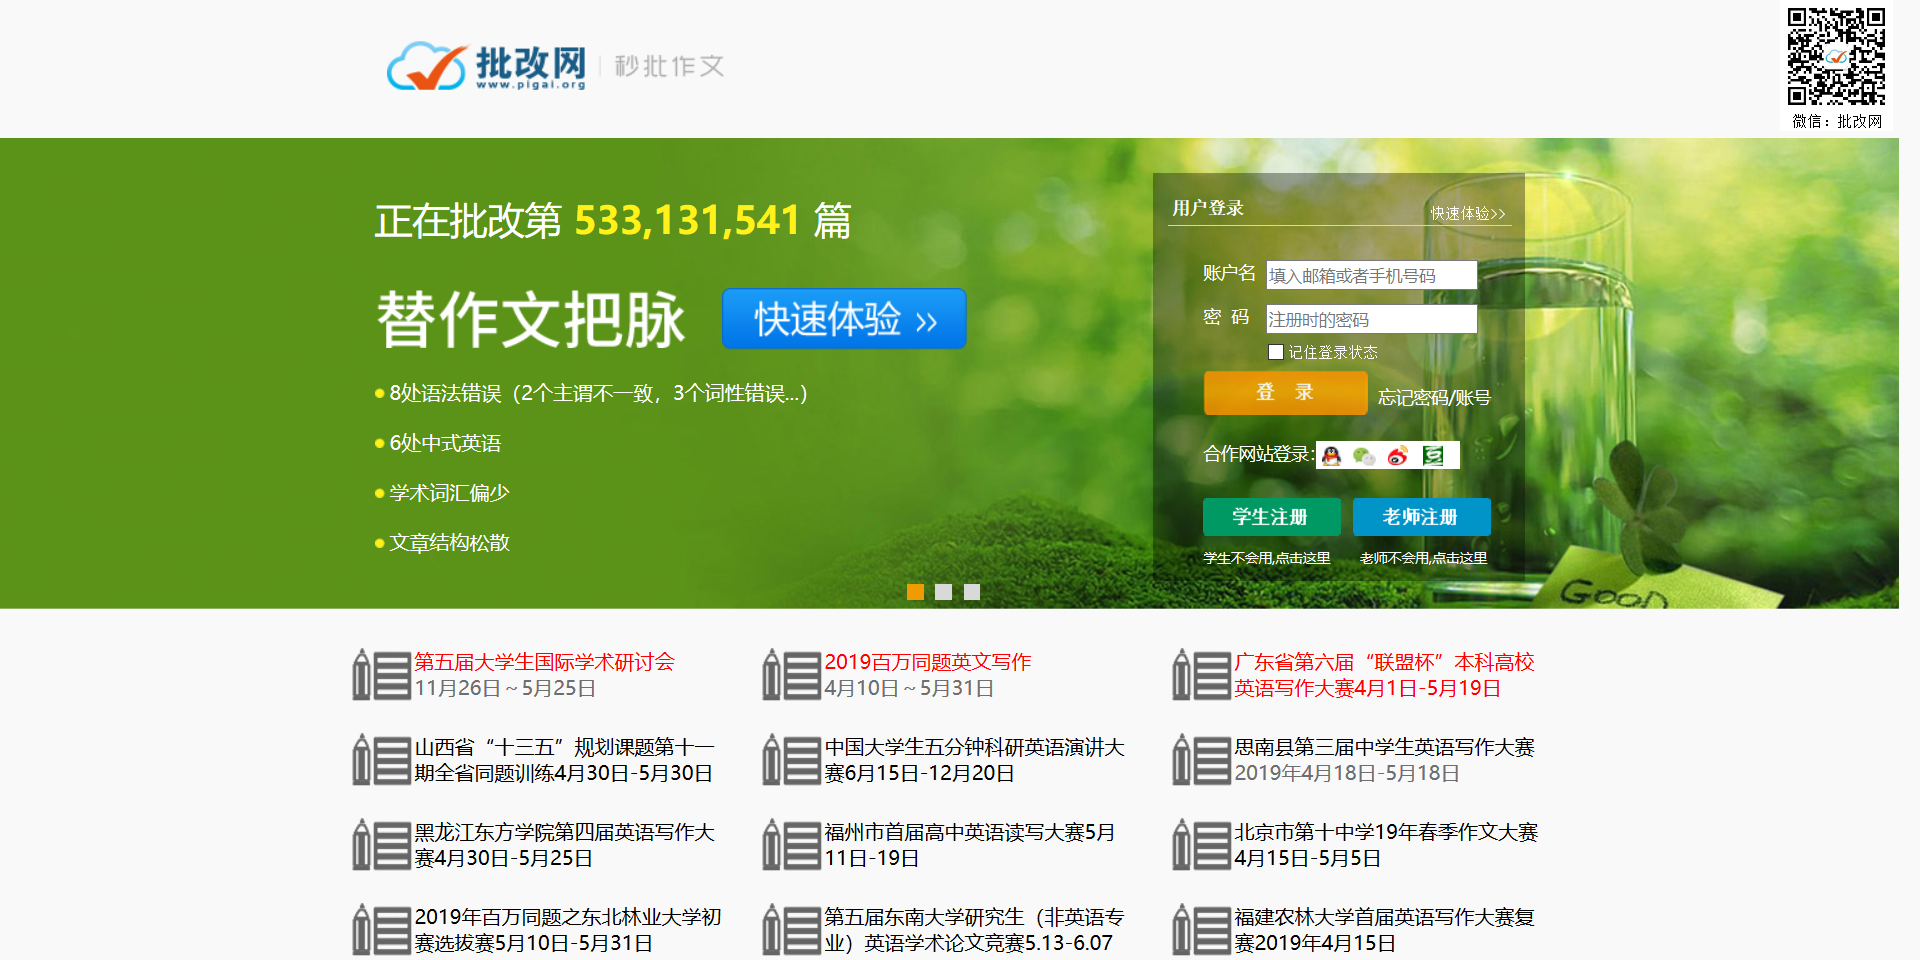 批改网
www.pigai.org
秒批作文
微信：批改网
正在批改第 533,131,541 篇
替作文把脉
快速体验 >>
8处语法错误（2个主谓不一致，3个词性错误...）
6处中式英语
学术词汇偏少
文章结构松散
用户登录
快速体验>>
账户名 填入邮箱或者手机号码
密 码 注册时的密码
记住登录状态
登 录 忘记密码/账号
合作网站登录:
豆
学生注册 老师注册
学生不会用,点击这里 老师不会用,点击这里
GOOD
第五届大学生国际学术研讨会
11月26日～5月25日
2019百万同题英文写作
4月10日～5月31日
广东省第六届“联盟杯”本科高校
英语写作大赛4月1日-5月19日
山西省“十三五”规划课题第十一
期全省同题训练4月30日-5月30日
中国大学生五分钟科研英语演讲大
赛6月15日-12月20日
思南县第三届中学生英语写作大赛
2019年4月18日-5月18日
黑龙江东方学院第四届英语写作大
赛4月30日-5月25日
福州市首届高中英语读写大赛5月
11日-19日
北京市第十中学19年春季作文大赛
4月15日-5月5日
2019年百万同题之东北林业大学初
赛选拔赛5月10日-5月31日
第五届东南大学研究生（非英语专
业）英语学术论文竞赛5.13-6.07
福建农林大学首届英语写作大赛复
赛2019年4月15日